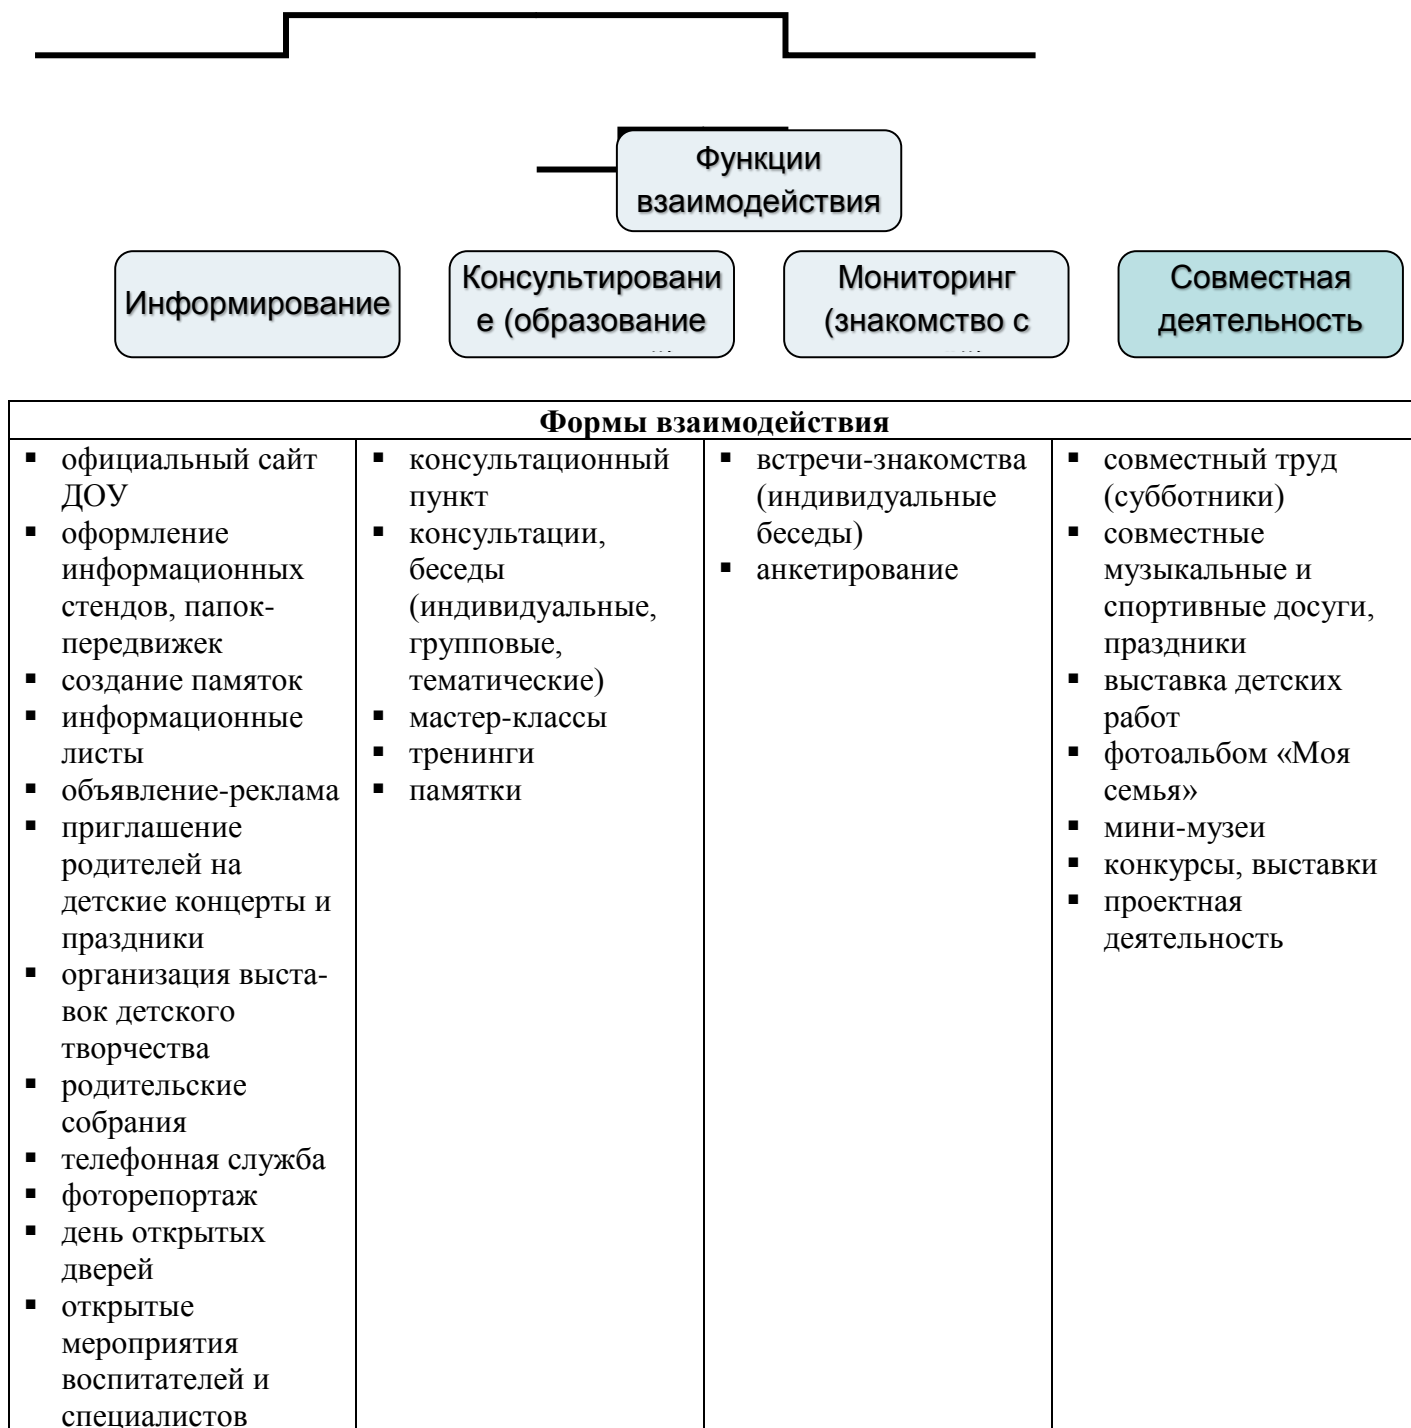 Функции
взаимодействия
Информирование
Консультировани
е (образование
Мониторинг
(знакомство с
Совместная
деятельность
Формы взаимодействия
▪ официальный сайт
ДОУ
▪ оформление
информационных
стендов, папок-
передвижек
▪ создание памяток
▪ информационные
листы
▪ объявление-реклама
▪ приглашение
родителей на
детские концерты и
праздники
▪ организация выста-
вок детского
творчества
▪ родительские
собрания
▪ телефонная служба
▪ фоторепортаж
▪ день открытых
дверей
▪ открытые
мероприятия
воспитателей и
специалистов
▪ консультационный
пункт
▪ консультации,
беседы
(индивидуальные,
групповые,
тематические)
▪ мастер-классы
▪ тренинги
▪ памятки
▪ встречи-знакомства
(индивидуальные
беседы)
▪ анкетирование
▪ совместный труд
(субботники)
▪ совместные
музыкальные и
спортивные досуги,
праздники
▪ выставка детских
работ
▪ фотоальбом «Моя
семья»
▪ мини-музеи
▪ конкурсы, выставки
▪ проектная
деятельность